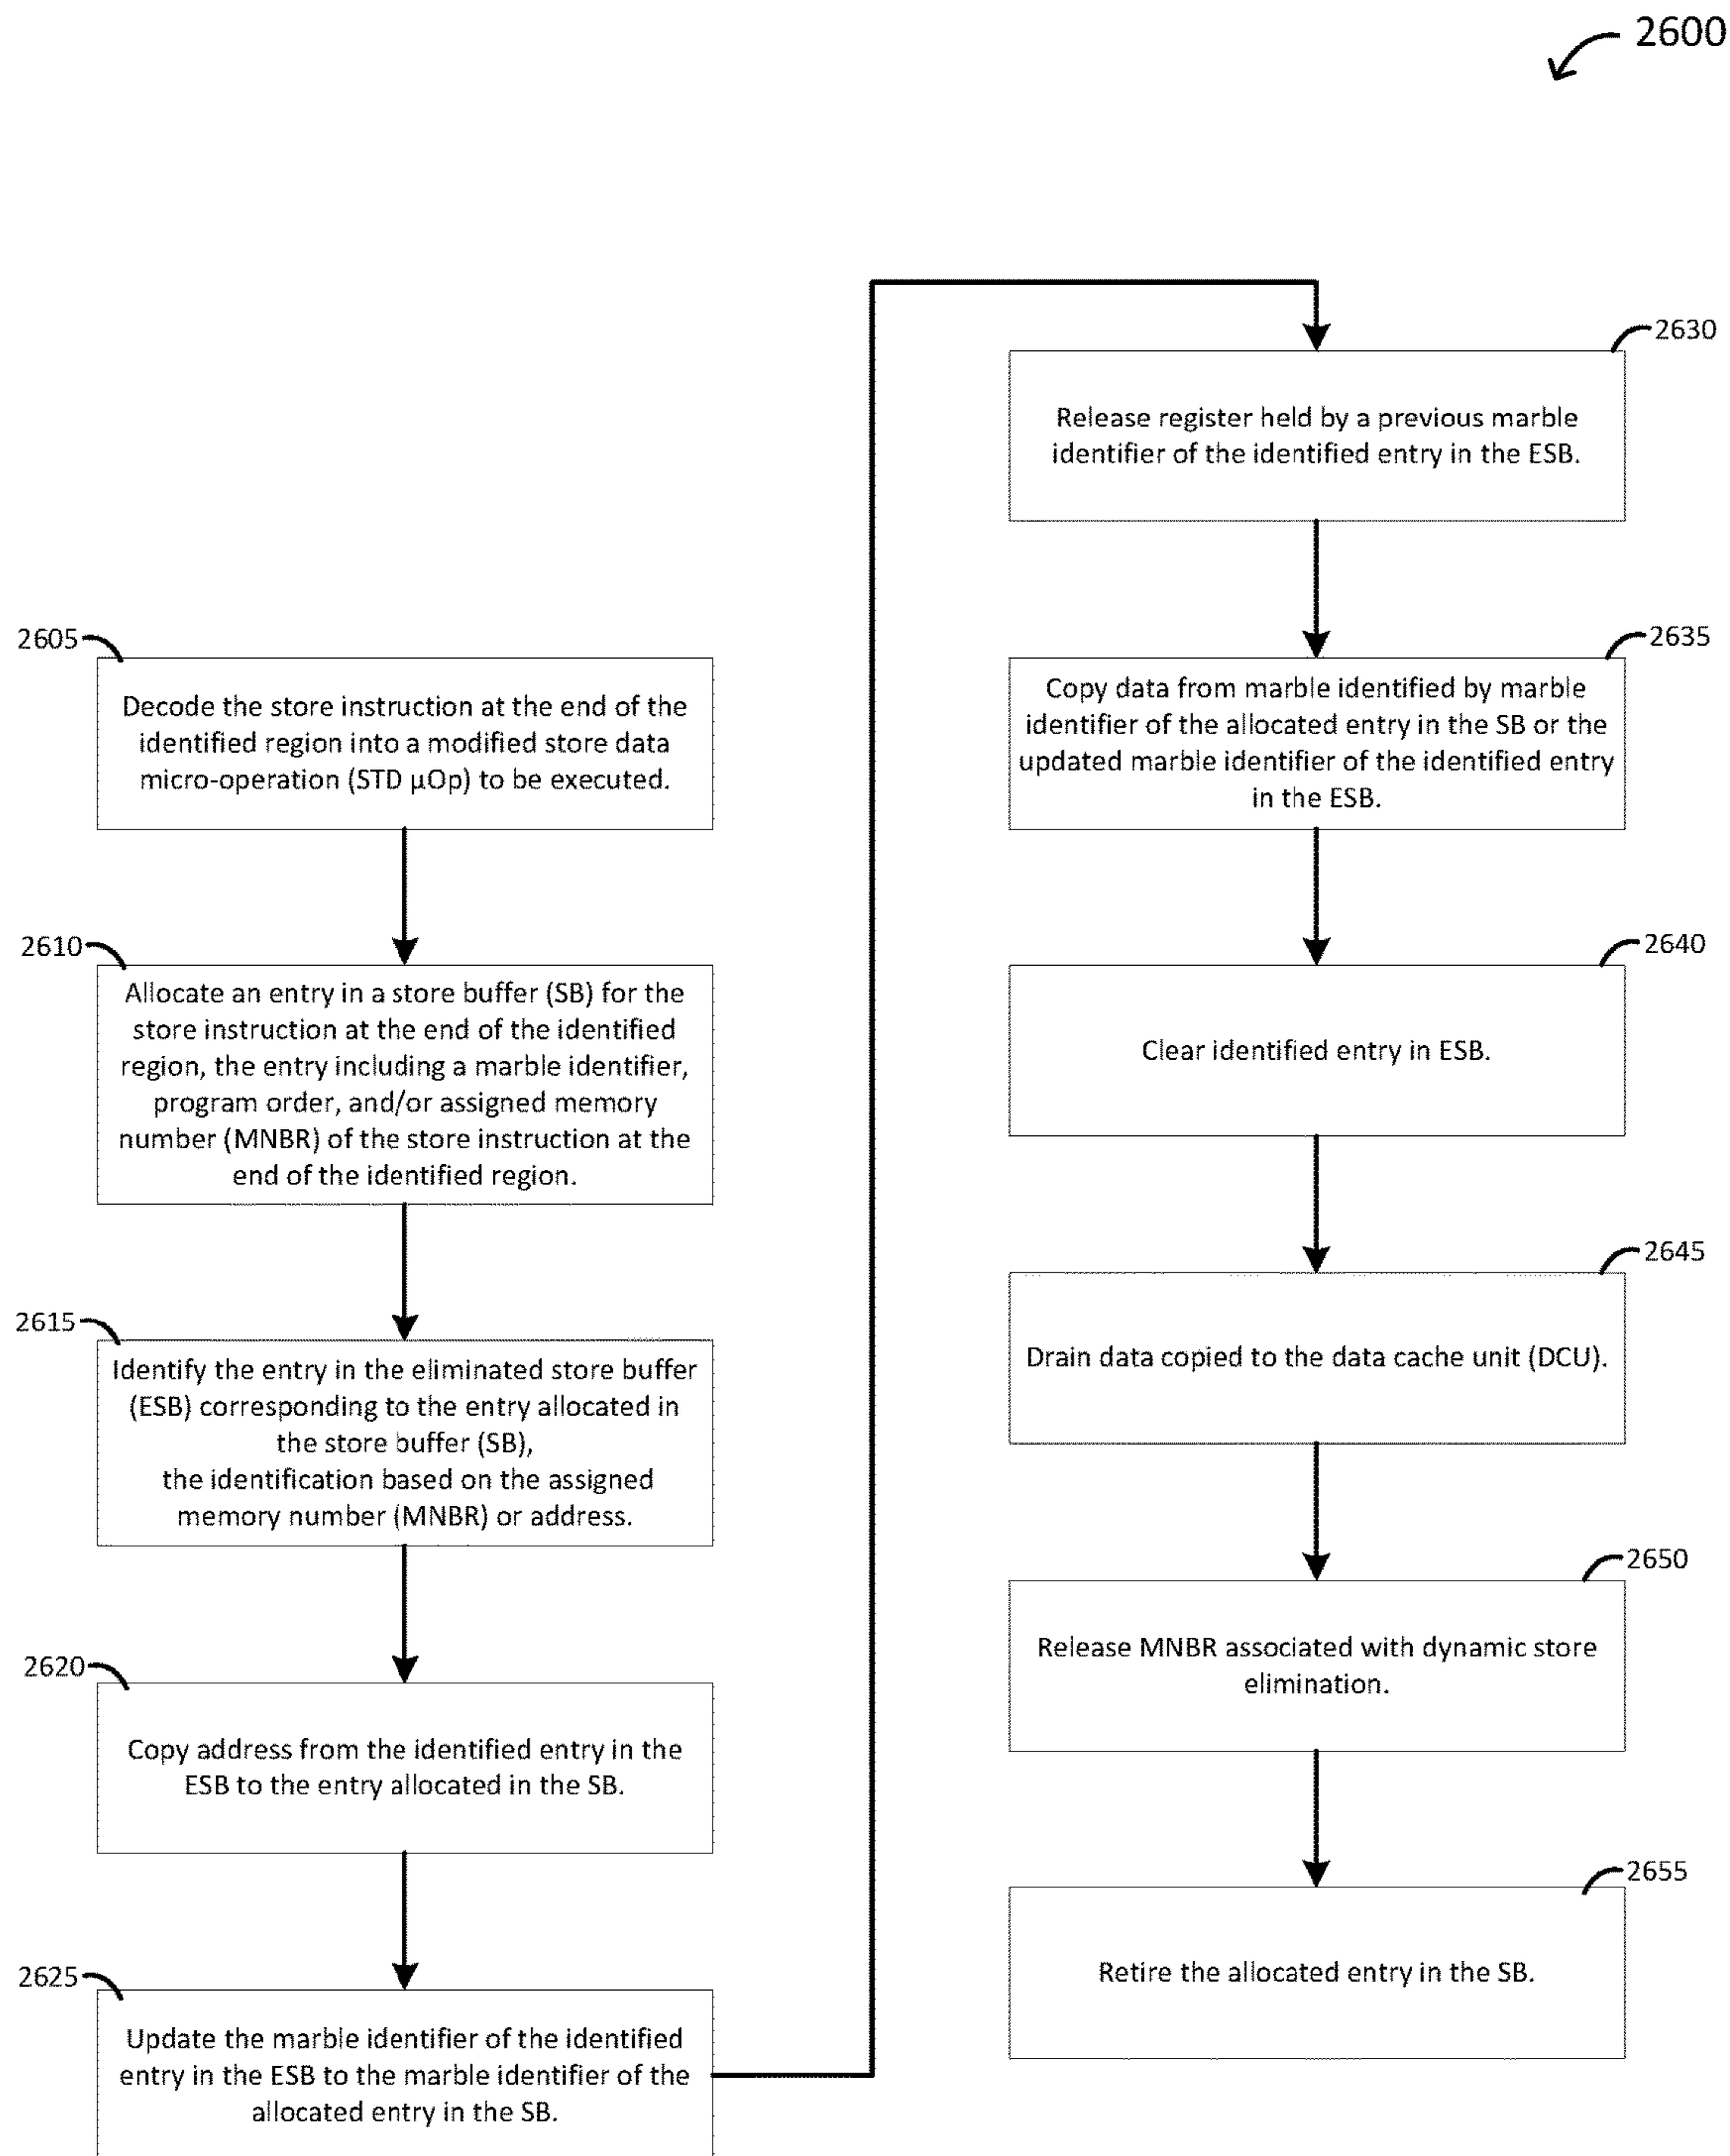 2600
2605
Decode the store instruction at the end of the
identified region into a modified store data
micro-operation (STD μOp) to be executed.
2610
Allocate an entry in a store buffer (SB) for the
store instruction at the end of the identified
region, the entry including a marble identifier,
program order, and/or assigned memory
number (MNBR) of the store instruction at the
end of the identified region.
2615
Identify the entry in the eliminated store buffer
(ESB) corresponding to the entry allocated in
the store buffer (SB),
the identification based on the assigned
memory number (MNBR) or address.
2620
Copy address from the identified entry in the
ESB to the entry allocated in the SB.
2625
Update the marble identifier of the identified
entry in the ESB to the marble identifier of the
allocated entry in the SB.
2630
Release register held by a previous marble
identifier of the identified entry in the ESB.
2635
Copy data from marble identified by marble
identifier of the allocated entry in the SB or the
updated marble identifier of the identified entry
in the ESB.
2640
Clear identified entry in ESB.
2645
Drain data copied to the data cache unit (DCU).
2650
Release MNBR associated with dynamic store
elimination.
2655
Retire the allocated entry in the SB.